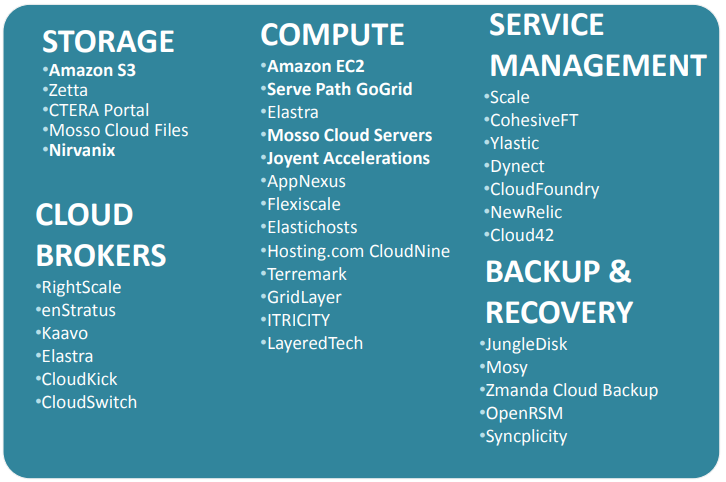 STORAGE
•Amazon S3
•Zetta
•CTERA Portal
•Mosso Cloud Files
•Nirvanix
CLOUD
BROKERS
•RightScale
•enStratus
•Kaavo
•Elastra
•CloudKick
•CloudSwitch
COMPUTE
•Amazon EC2
•Serve Path GoGrid
•Elastra
•Mosso Cloud Servers
•Joyent Accelerations
•AppNexus
•Flexiscale
•Elastichosts
•Hosting.com CloudNine
•Terremark
•GridLayer
•ITRICITY
•LayeredTech
SERVICE
MANAGEMENT
•Scale
•CohesiveFT
•Ylastic
•Dynect
•CloudFoundry
•NewRelic
•Cloud42
BACKUP &
RECOVERY
•JungleDisk
•Mosy
•Zmanda Cloud Backup
•OpenRSM
•Syncplicity